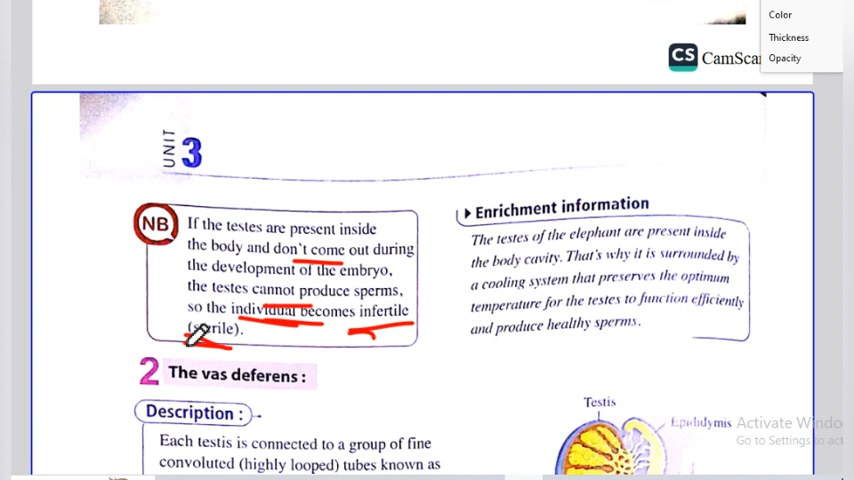 Color
Thickness
Opacity
CS CamSca
UNIT 3
NB
If the testes are present inside
the body and don't come out during
the development of the embryo,
the testes cannot produce sperms,
so the individual becomes infertile
(sterile).
Enrichment information
The testes of the elephant are present inside
the body cavity. That's why it is surrounded by
a cooling system that preserves the optimum
temperature for the testes to function efficiently
and produce healthy sperms.
2 The vas deferens :
Description :
Each testis is connected to a group of fine
convoluted (highly looped) tubes known as
Testis
Epididymis
Activate Windo
Go to Settings to act